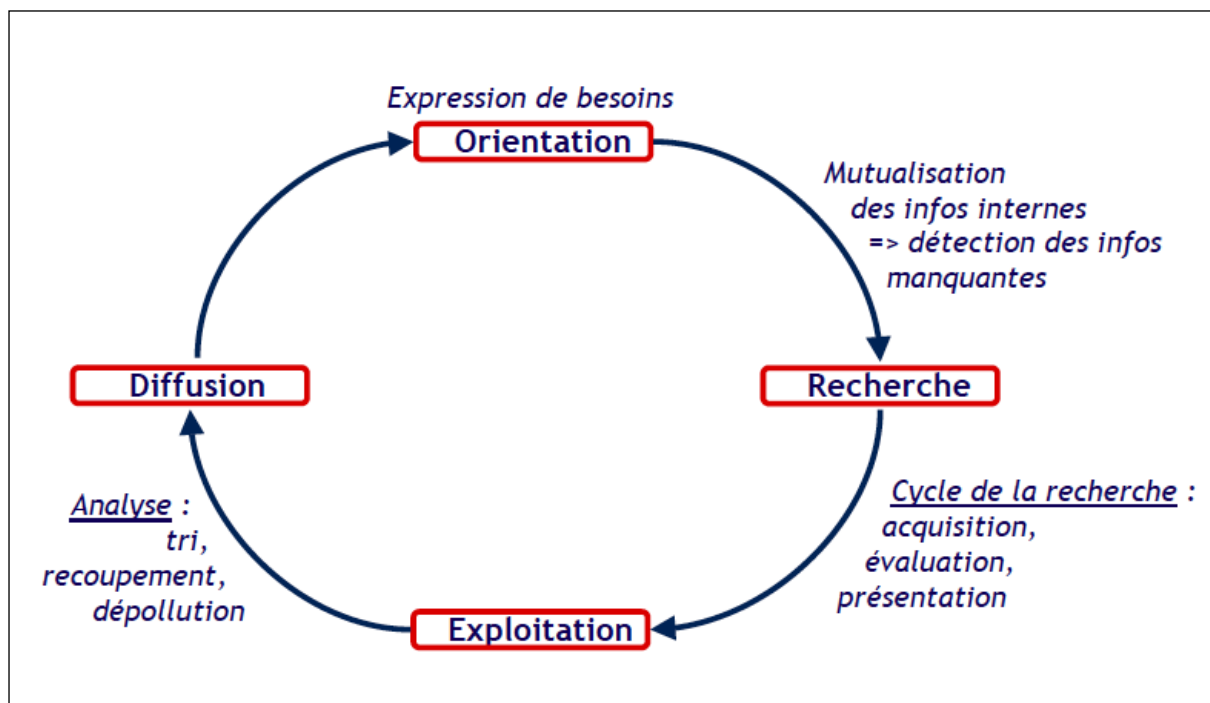 Expression de besoins
Orientation
Mutualisation
des infos internes
=> détection des infos
manquantes
Diffusion
Recherche
Analyse :
tri,
recoupement,
dépollution
Cycle de la recherche :
acquisition,
évaluation,
présentation
Exploitation